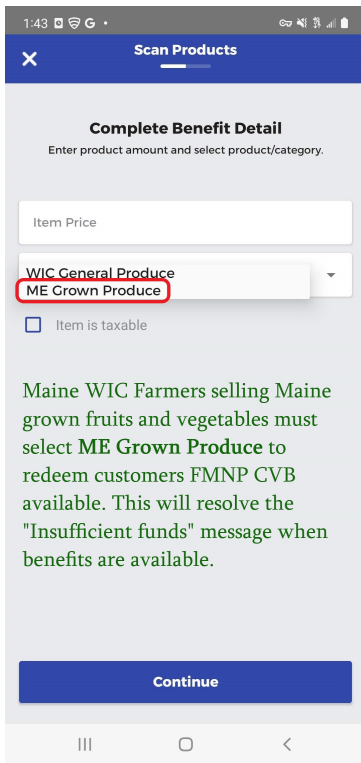 1:43 G •
Scan Products
Complete Benefit Detail
Enter product amount and select product/category.
Item Price
WIC General Produce
ME Grown Produce
Item is taxable
Maine WIC Farmers selling Maine
grown fruits and vegetables must
select ME Grown Produce to
redeem customers FMNP CVB
available. This will resolve the
"Insufficient funds" message when
benefits are available.
Continue